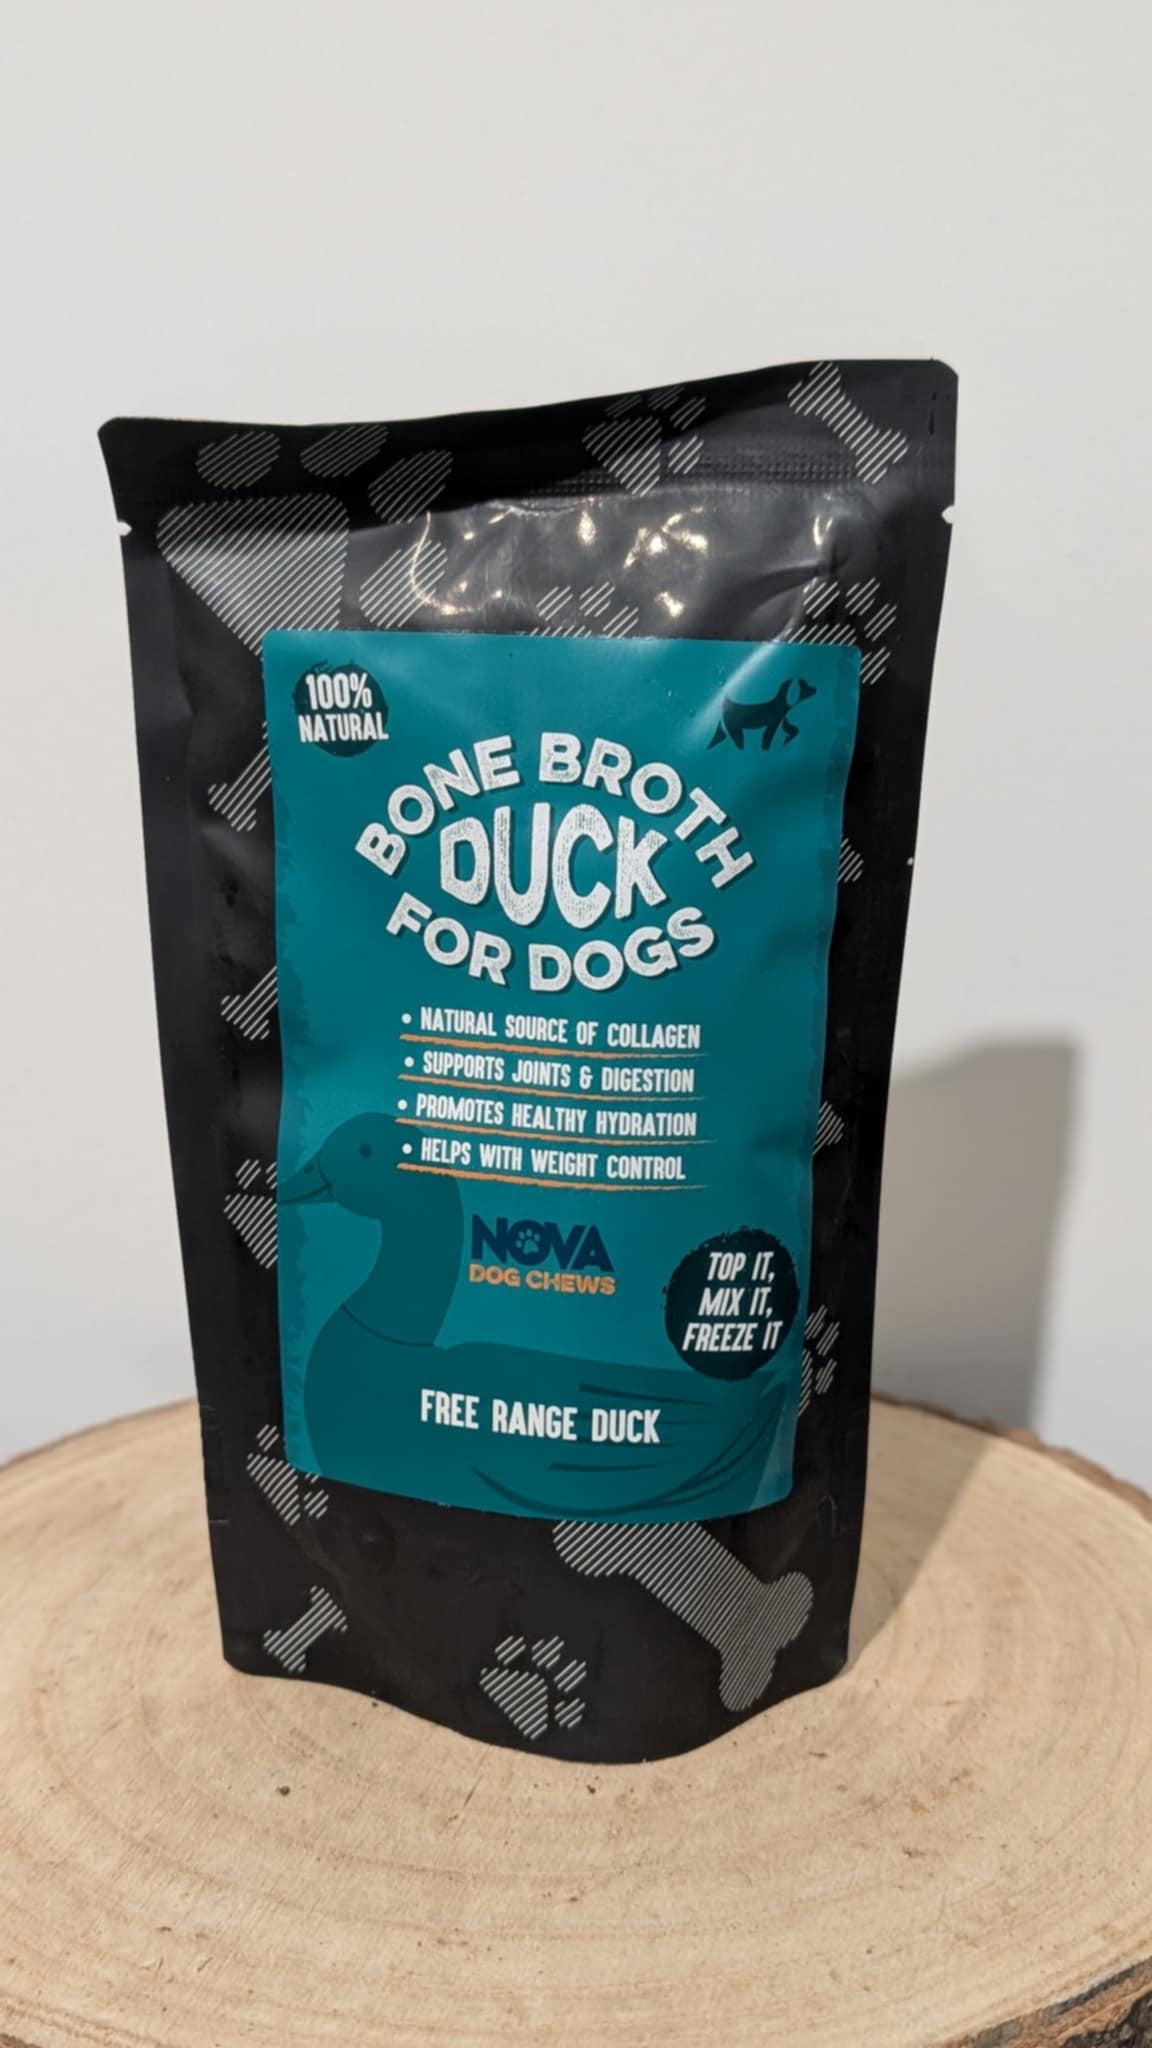 100%
NATURAL
BONE BROTH
DUCK
FOR DOGS
• NATURAL SOURCE OF COLLAGEN
• SUPPORTS JOINTS & DIGESTION
• PROMOTES HEALTHY HYDRATION
• HELPS WITH WEIGHT CONTROL
NOVA
DOG CHEWS
TOP IT,
MIX IT,
FREEZE IT
FREE RANGE DUCK